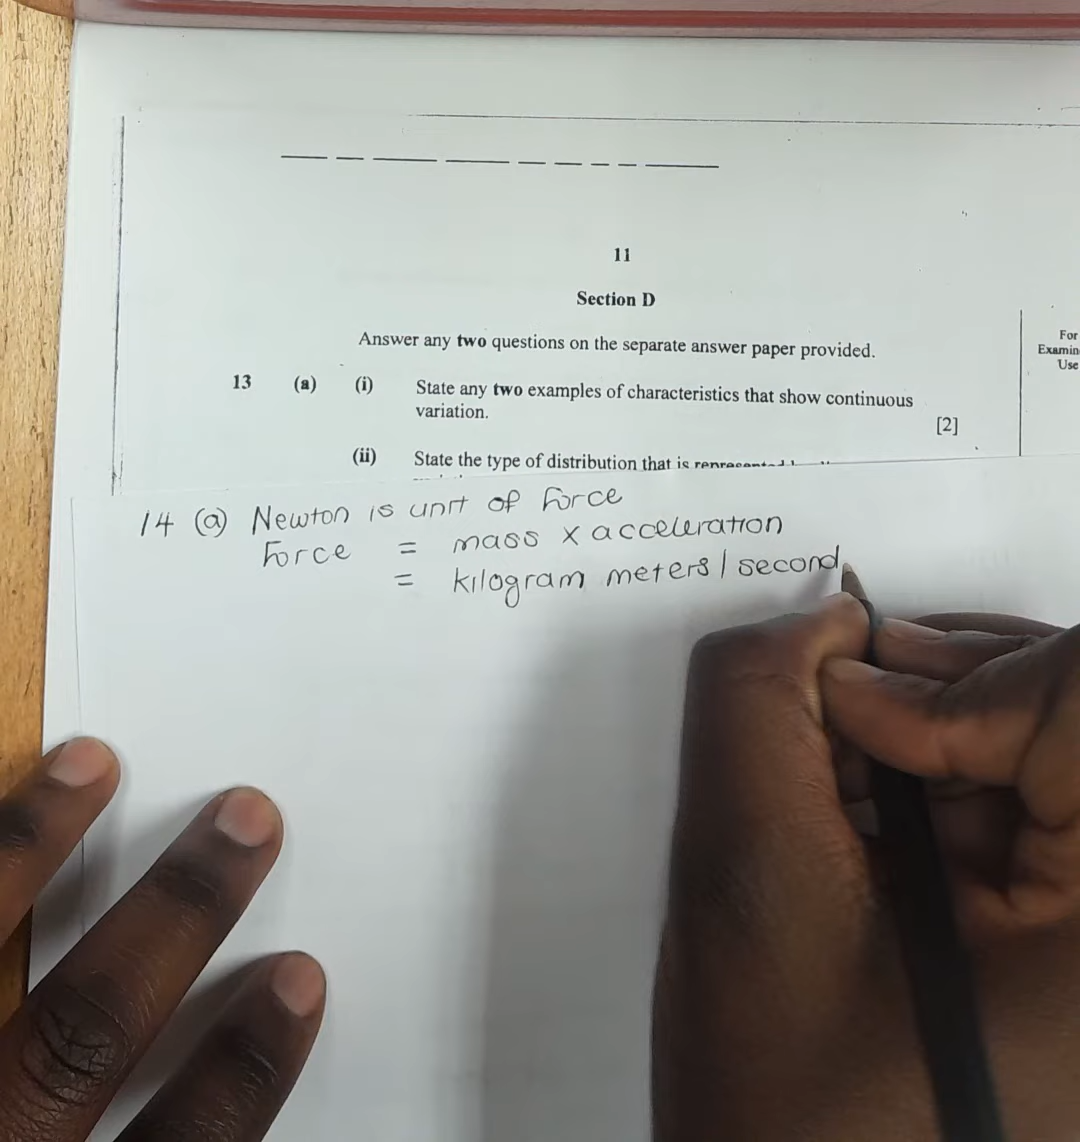 11
Section D
Answer any two questions on the separate answer paper provided.
For
Examin
Use
13 (a) (i) State any two examples of characteristics that show continuous
variation.
[2]
(ii) State the type of distribution that is represented
14 (a) Newton is unit of Force
Force = mass x acceleration
= kilogram meters / second